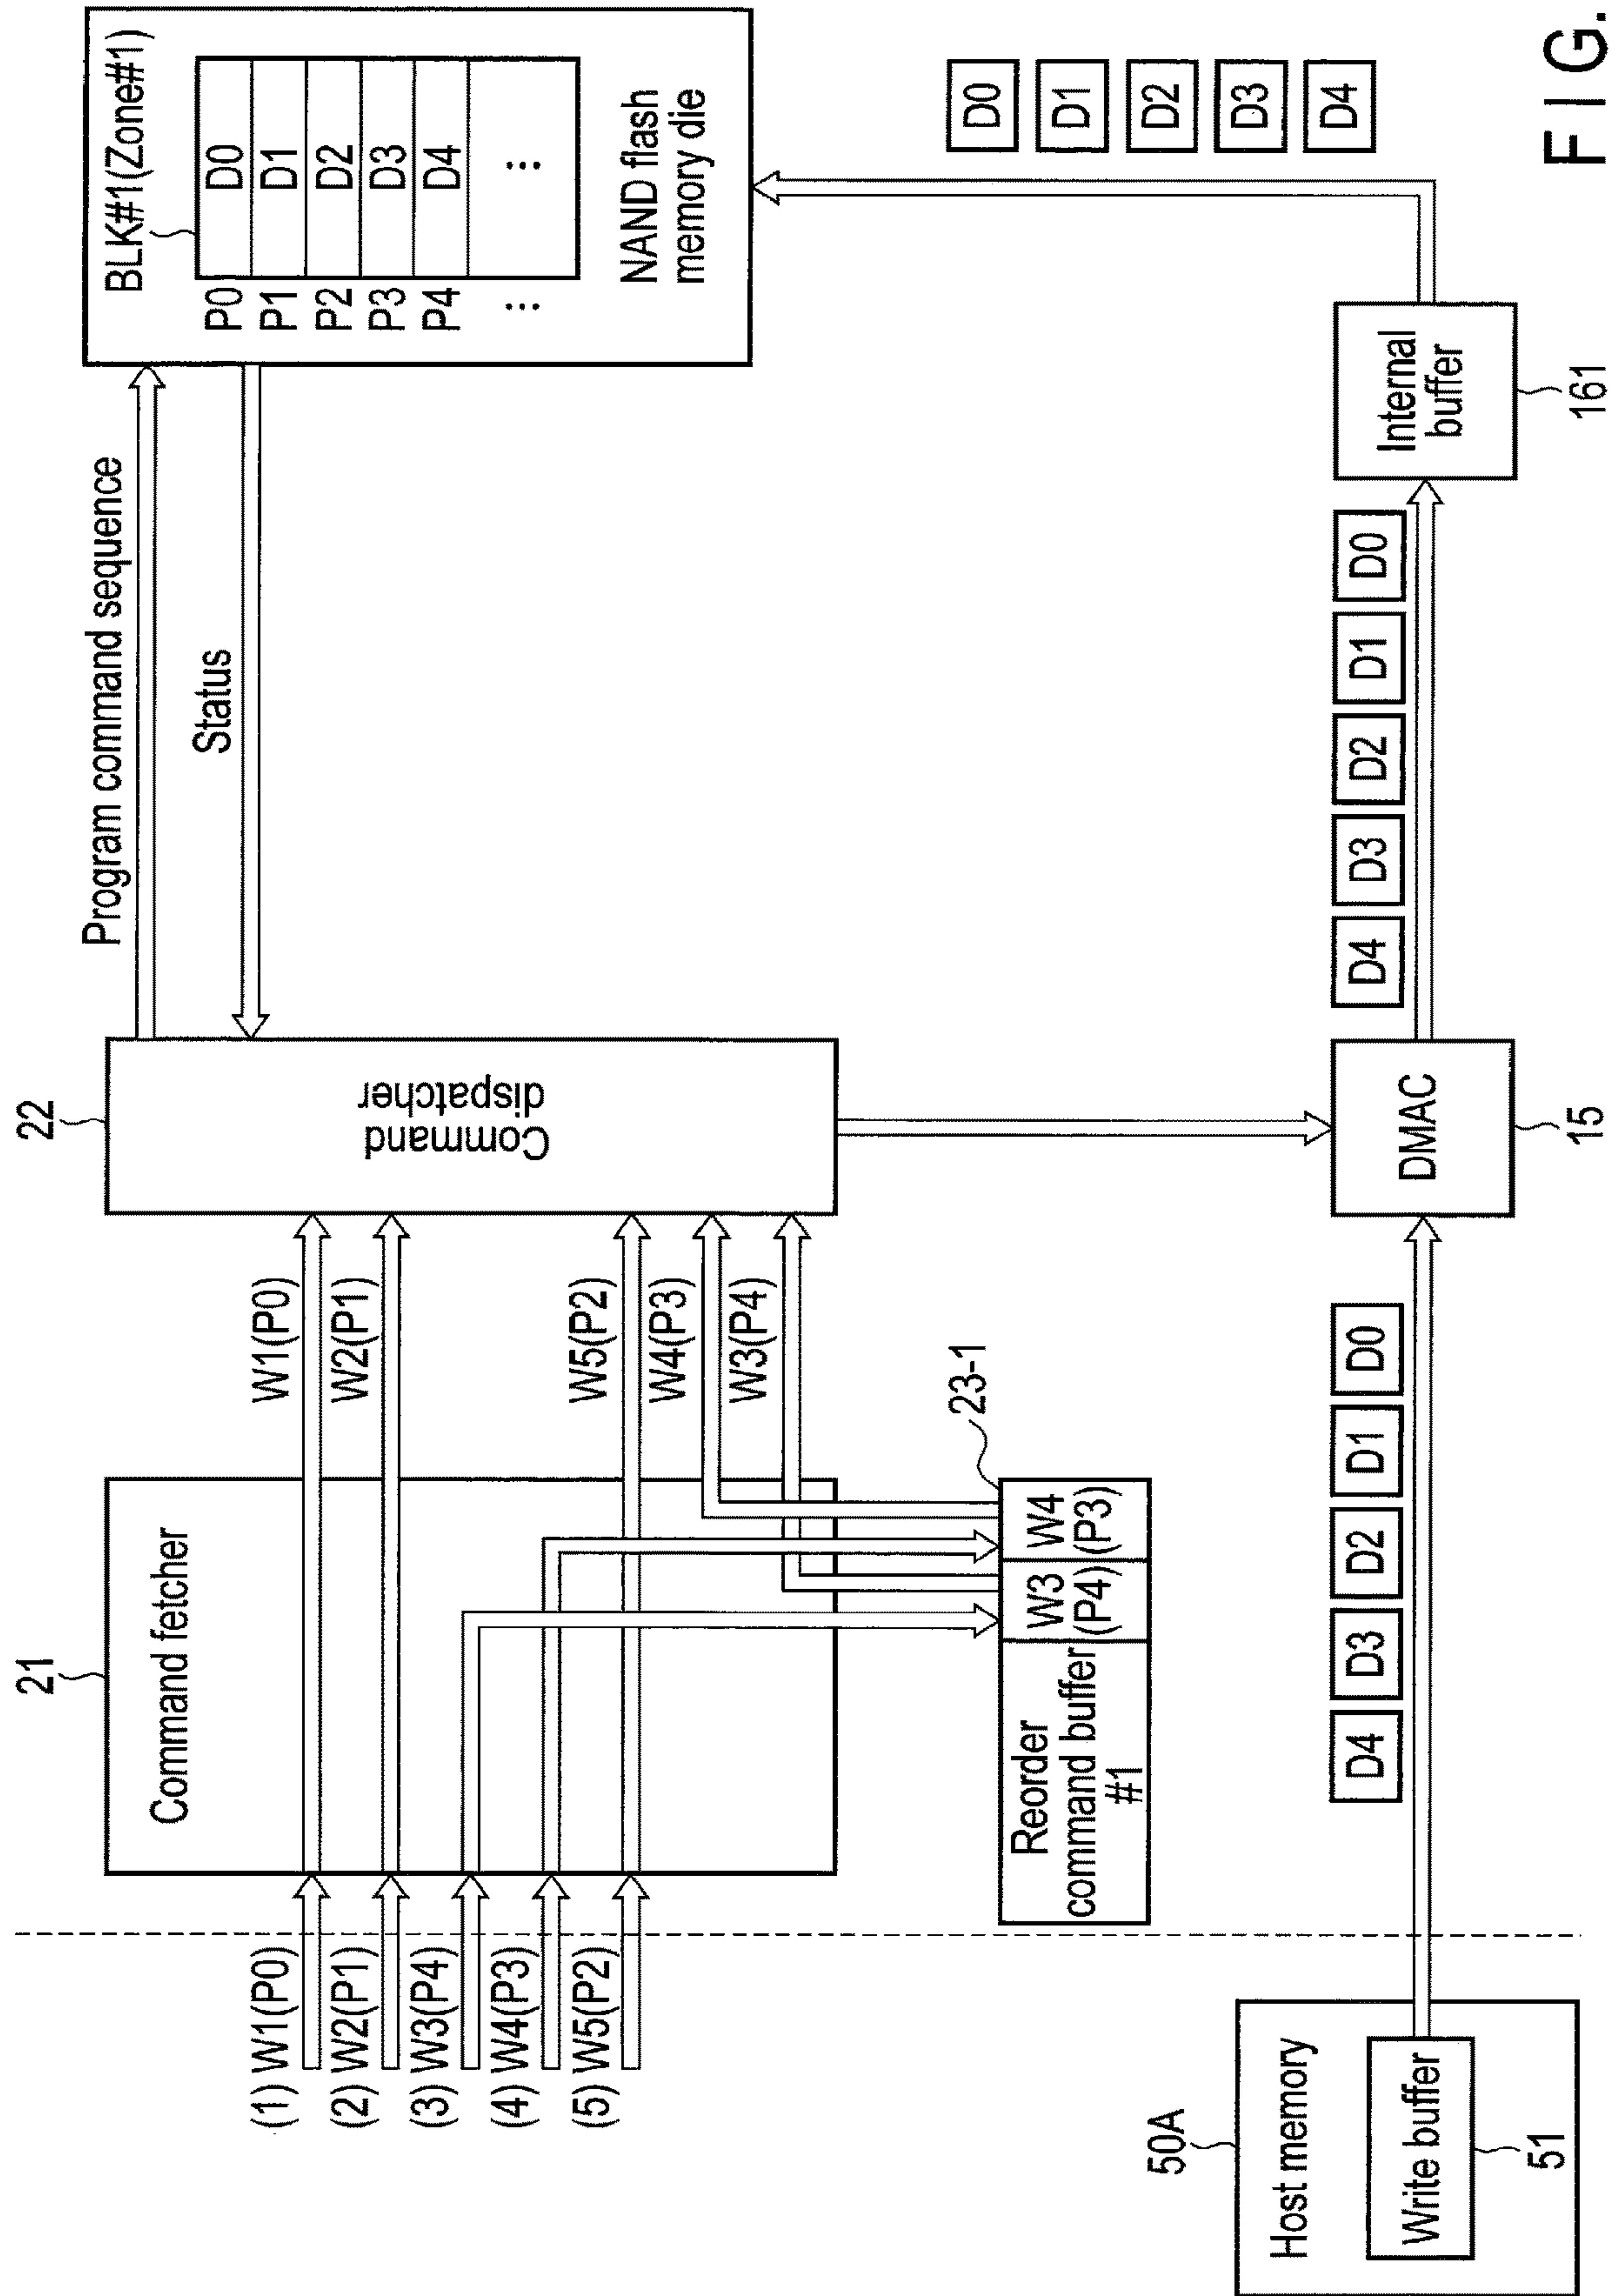 (1) W1(P0)
(2) W2(P1)
(3) W3(P4)
(4) W4(P3)
(5) W5(P2)
21
Command fetcher
W1(P0)
W2(P1)
W5(P2)
W4(P3)
W3(P4)
22
Command
dispatcher
Program command sequence
Status
BLK#1(Zone#1)
P0 D0
P1 D1
P2 D2
P3 D3
P4 D4
⋮ ⋮
NAND flash
memory die
23-1
Reorder
command buffer
#1
W3
(P4)
W4
(P3)
50A
Host memory
Write buffer
51
D4 D3 D2 D1 D0
DMAC
15
D4 D3 D2 D1 D0
Internal
buffer
161
D0
D1
D2
D3
D4
FIG.